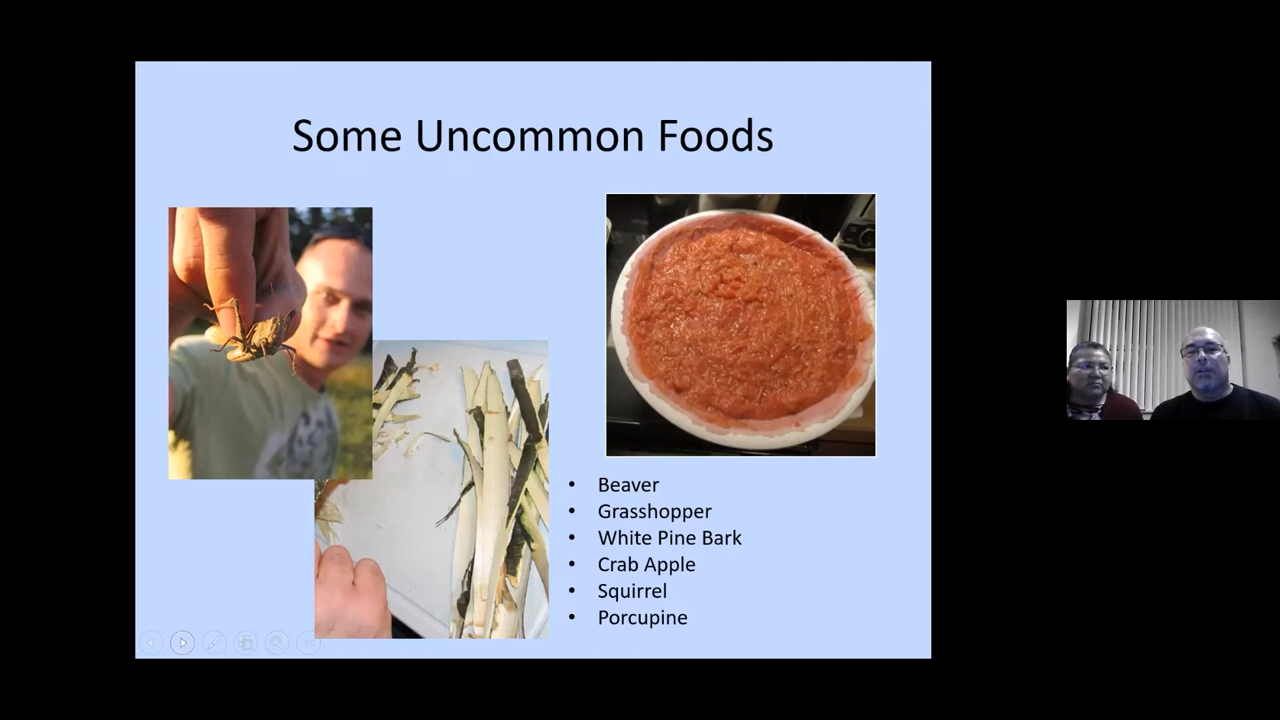 Some Uncommon Foods
• Beaver
• Grasshopper
• White Pine Bark
• Crab Apple
• Squirrel
• Porcupine